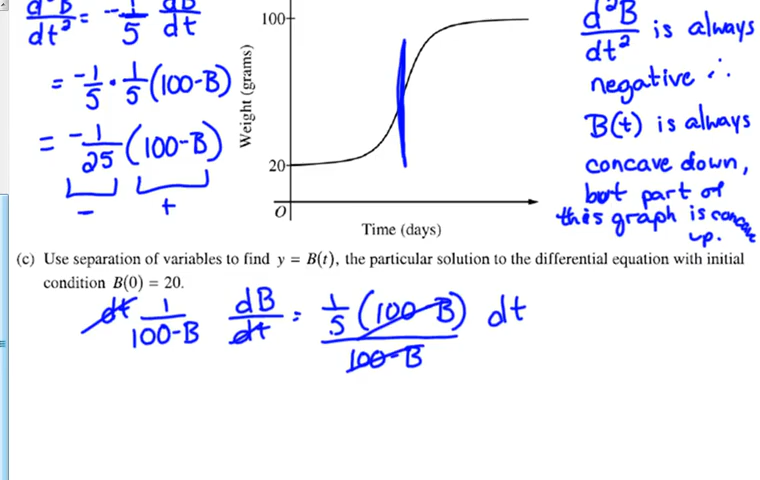 d²B/dt² = -1/5 dB/dt
= -1/5 · 1/5 (100-B)
= -1/25 (100-B)
- +
100
Weight (grams)
20
O
Time (days)
d²B/dt² is always
negative ∴
B(t) is always
concave down,
but part of
this graph is concave
up.
(c) Use separation of variables to find y = B(t), the particular solution to the differential equation with initial
condition B(0) = 20.
dt 1/(100-B) dB/dt = 1/5 (100-B)/(100-B) dt